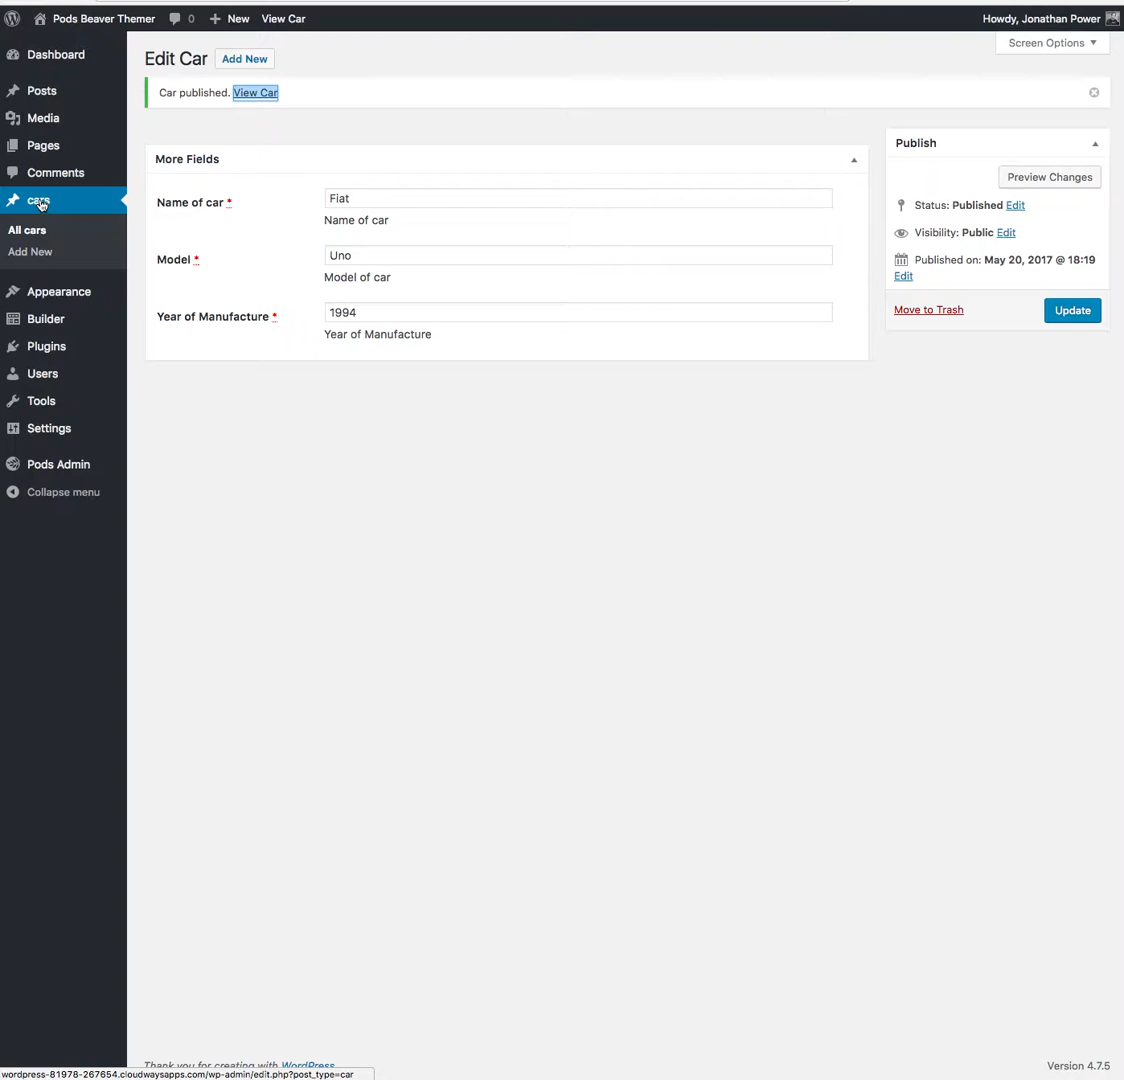 Pods Beaver Themer 0 New View Car Howdy, Jonathan Power
Screen Options
Dashboard
Posts
Media
Pages
Comments
cars
All cars
Add New
Appearance
Builder
Plugins
Users
Tools
Settings
Pods Admin
Collapse menu
Edit Car Add New
Car published. View Car
More Fields
Name of car * Fiat
Name of car
Model * Uno
Model of car
Year of Manufacture * 1994
Year of Manufacture
Publish
Preview Changes
Status: Published Edit
Visibility: Public Edit
Published on: May 20, 2017 @ 18:19
Edit
Move to Trash Update
Thank you for creating with WordPress Version 4.7.5
wordpress-81978-267654.cloudwaysapps.com/wp-admin/edit.php?post_type=car